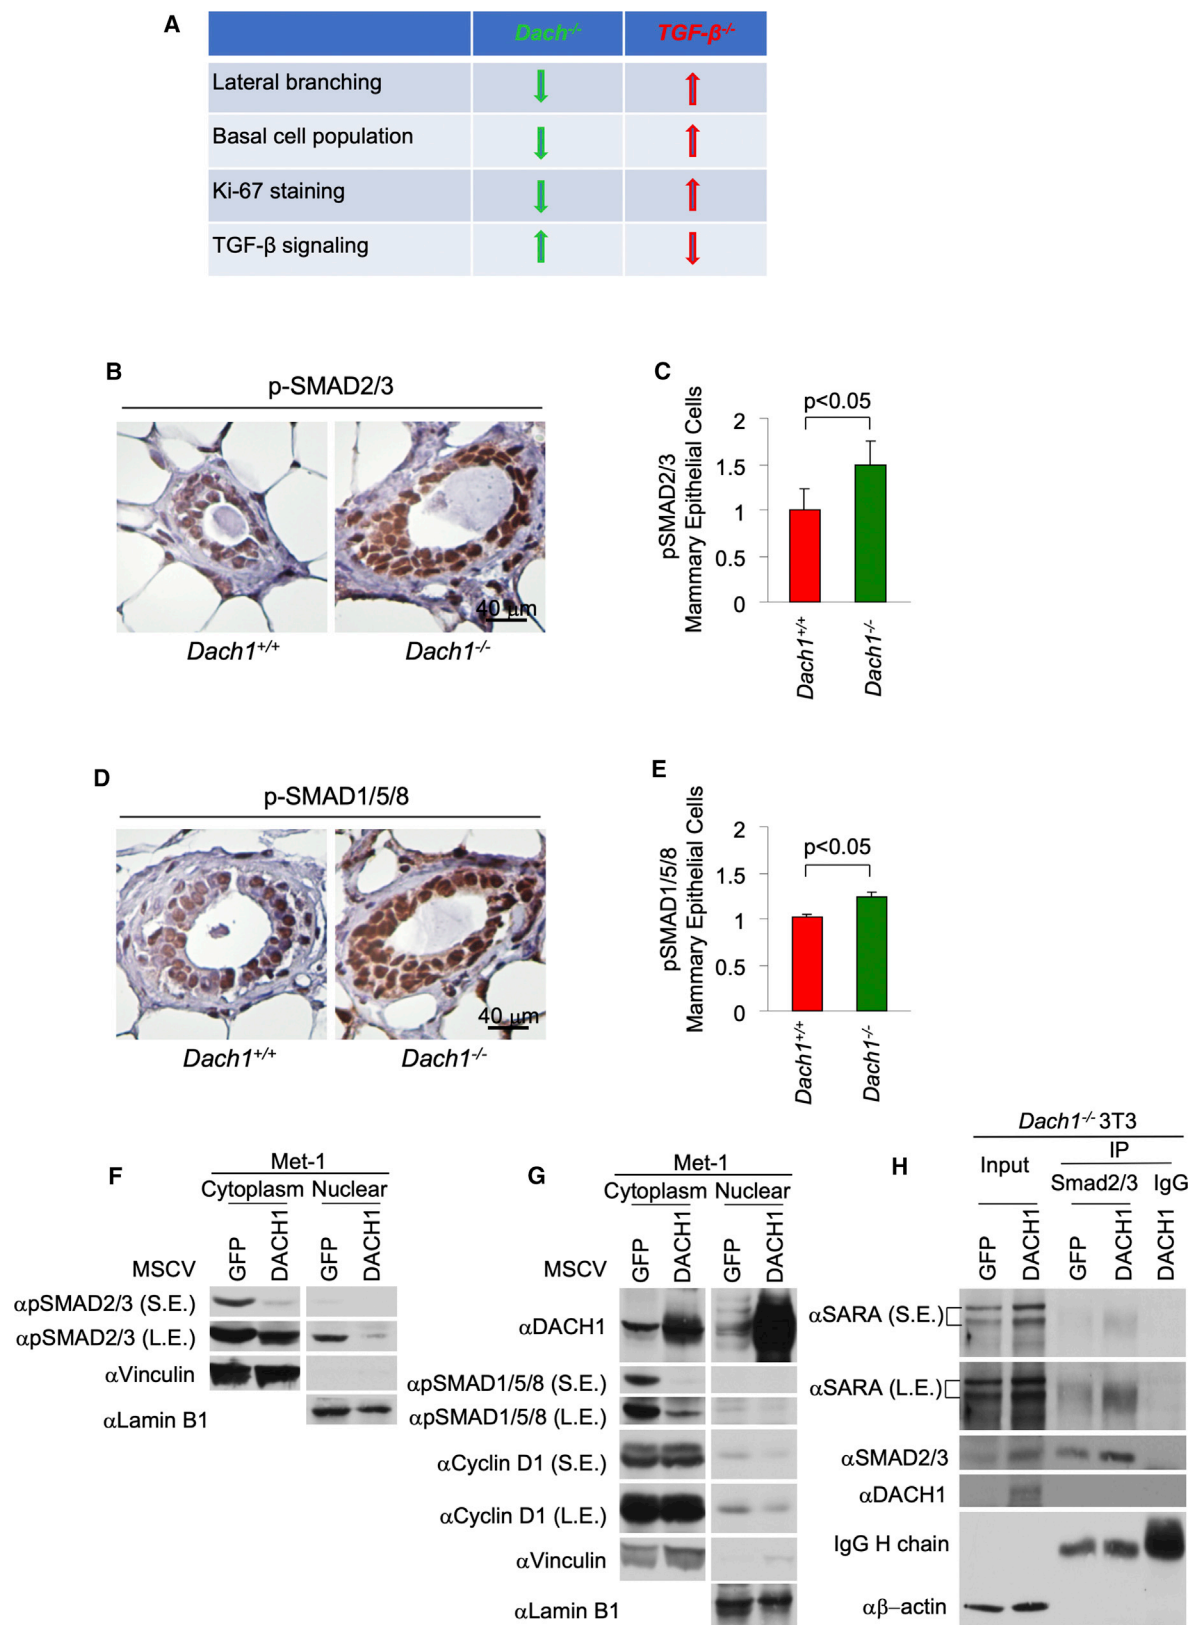 A
Dach-/- TGF-β-/-
Lateral branching
Basal cell population
Ki-67 staining
TGF-β signaling
B
p-SMAD2/3
40 μm
Dach1+/+ Dach1-/-
C
pSMAD2/3
Mammary Epithelial Cells
p<0.05
2
1.5
1
0.5
0
Dach1+/+
Dach1-/-
D
p-SMAD1/5/8
40 μm
Dach1+/+ Dach1-/-
E
pSMAD1/5/8
Mammary Epithelial Cells
p<0.05
2
1.5
1
0.5
0
Dach1+/+
Dach1-/-
F
Met-1
Cytoplasm Nuclear
MSCV GFP DACH1 GFP DACH1
αpSMAD2/3 (S.E.)
αpSMAD2/3 (L.E.)
αVinculin
αLamin B1
G
Met-1
Cytoplasm Nuclear
MSCV GFP DACH1 GFP DACH1
αDACH1
αpSMAD1/5/8 (S.E.)
αpSMAD1/5/8 (L.E.)
αCyclin D1 (S.E.)
αCyclin D1 (L.E.)
αVinculin
αLamin B1
H
Dach1-/- 3T3
IP
Input Smad2/3 IgG
GFP DACH1 GFP DACH1 DACH1
αSARA (S.E.)
αSARA (L.E.)
αSMAD2/3
αDACH1
IgG H chain
αβ–actin